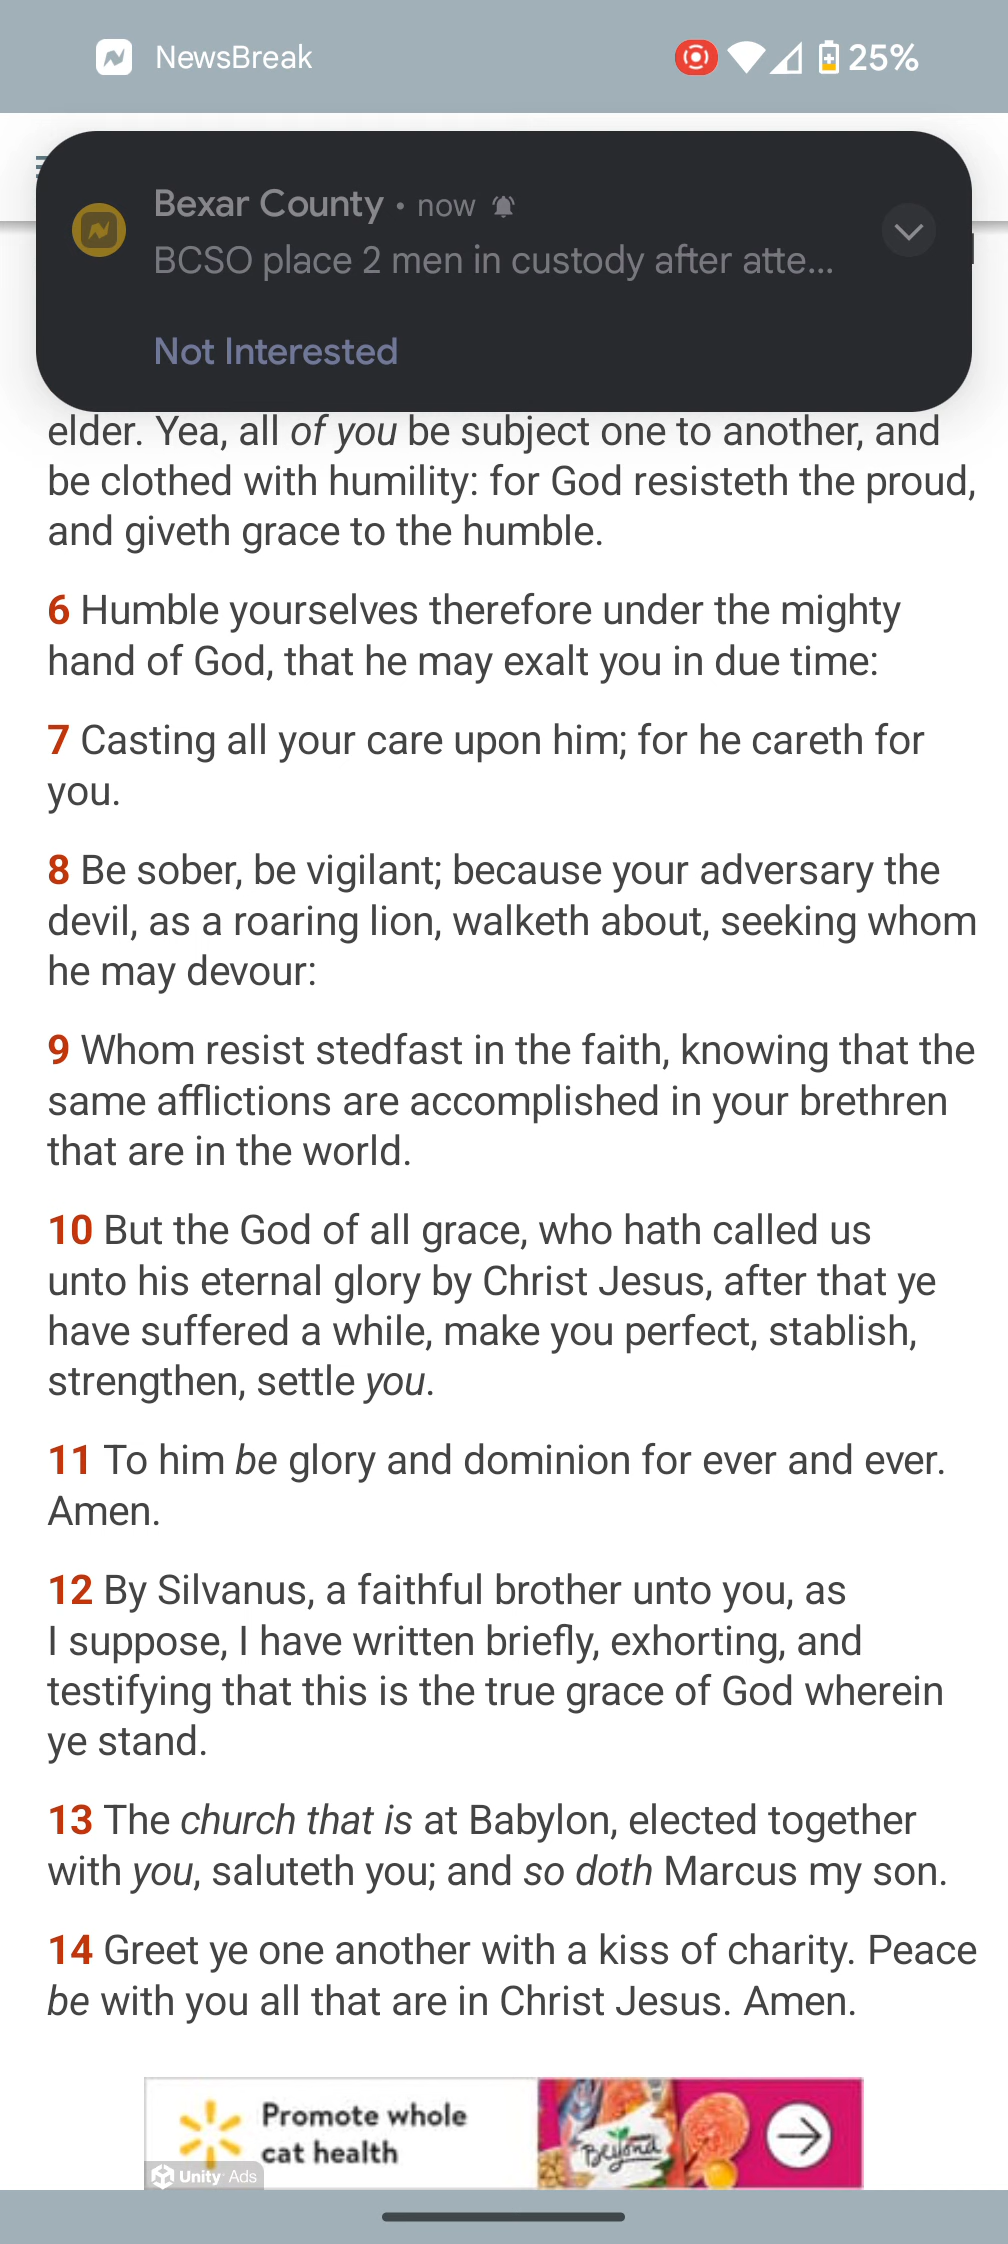 NewsBreak
25%
Bexar County • now
BCSO place 2 men in custody after atte...
Not Interested
elder. Yea, all of you be subject one to another, and
be clothed with humility: for God resisteth the proud,
and giveth grace to the humble.
6 Humble yourselves therefore under the mighty
hand of God, that he may exalt you in due time:
7 Casting all your care upon him; for he careth for
you.
8 Be sober, be vigilant; because your adversary the
devil, as a roaring lion, walketh about, seeking whom
he may devour:
9 Whom resist stedfast in the faith, knowing that the
same afflictions are accomplished in your brethren
that are in the world.
10 But the God of all grace, who hath called us
unto his eternal glory by Christ Jesus, after that ye
have suffered a while, make you perfect, stablish,
strengthen, settle you.
11 To him be glory and dominion for ever and ever.
Amen.
12 By Silvanus, a faithful brother unto you, as
I suppose, I have written briefly, exhorting, and
testifying that this is the true grace of God wherein
ye stand.
13 The church that is at Babylon, elected together
with you, saluteth you; and so doth Marcus my son.
14 Greet ye one another with a kiss of charity. Peace
be with you all that are in Christ Jesus. Amen.
Promote whole
cat health
Beyond
Unity Ads